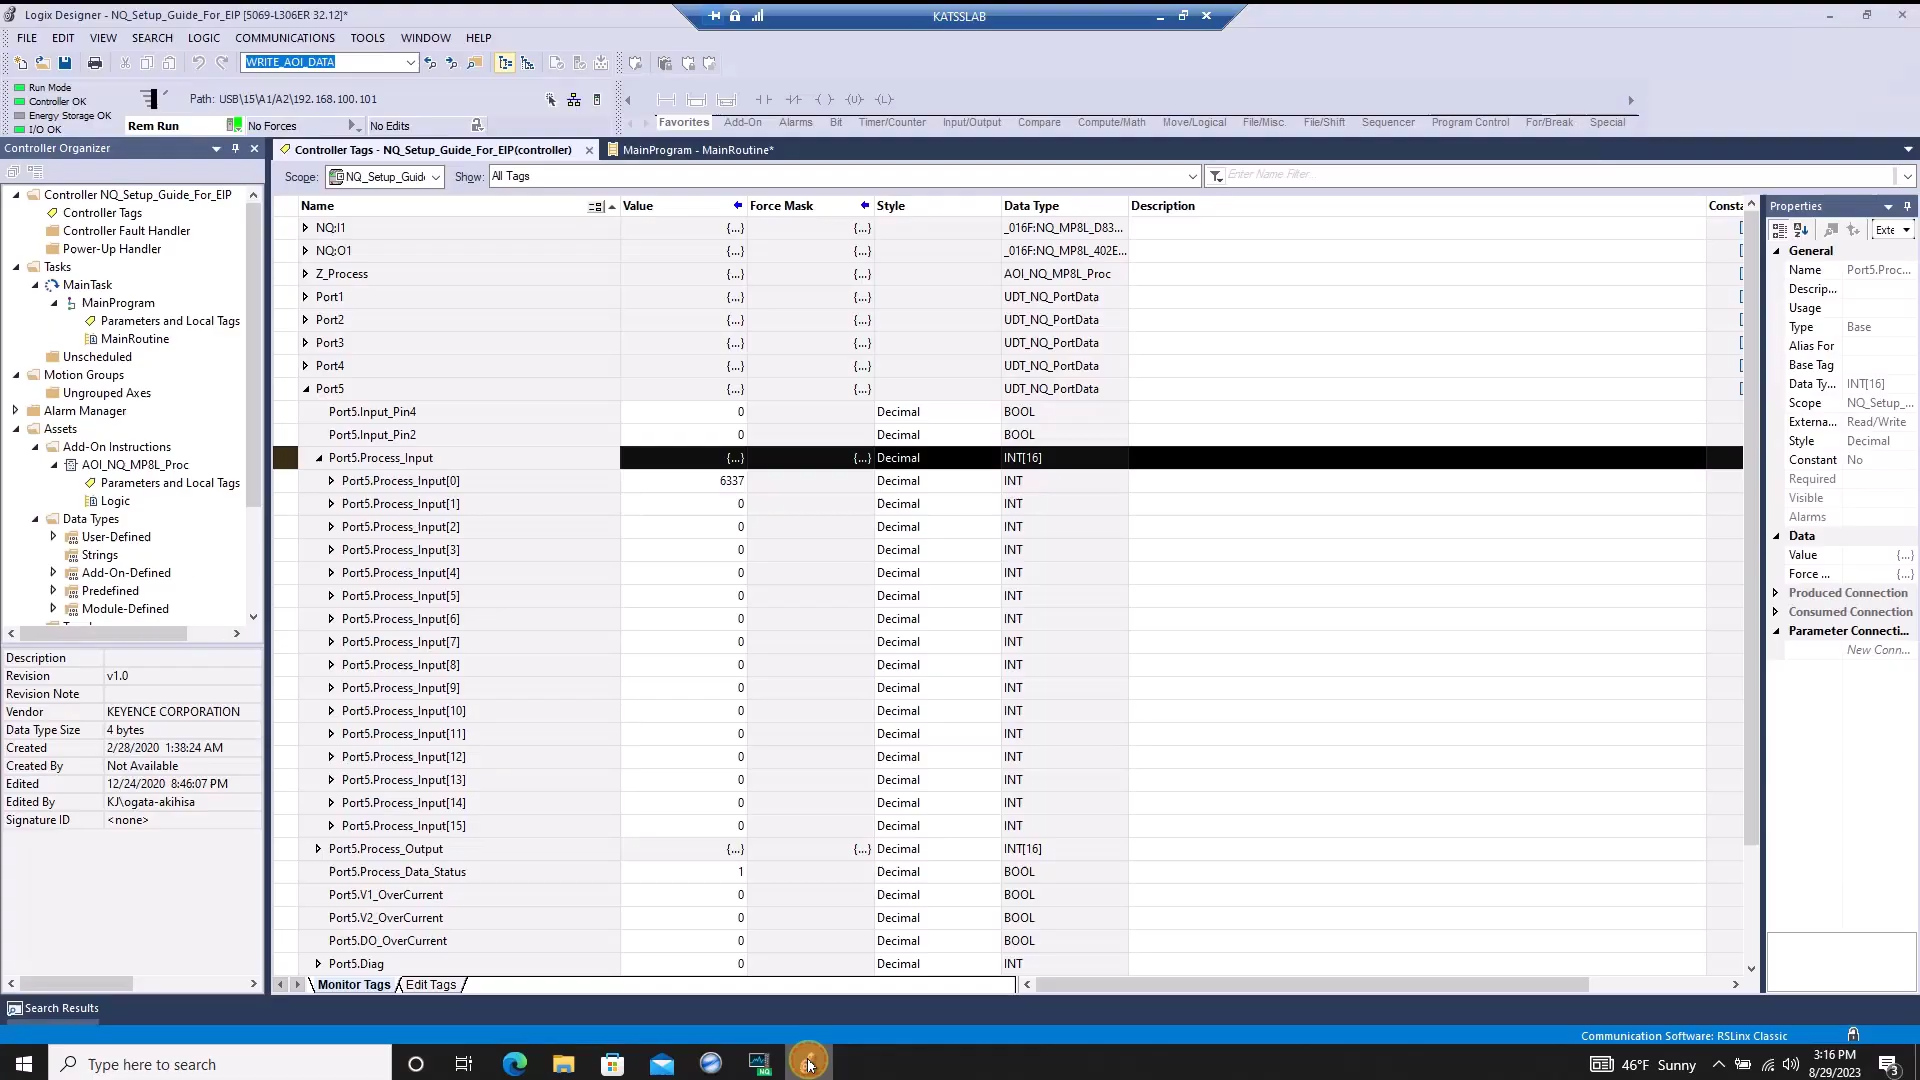 Logix Designer - NQ_Setup_Guide_For_EIP [5069-L306ER 32.12]*
KATSSLAB
FILE EDIT VIEW SEARCH LOGIC COMMUNICATIONS TOOLS WINDOW HELP
WRITE_AOI_DATA
Run Mode
Controller OK
Energy Storage OK
I/O OK
Path: USB\15\A1/A2\192.168.100.101
Rem Run No Forces No Edits
Favorites Add-On Alarms Bit Timer/Counter Input/Output Compare Compute/Math Move/Logical File/Misc. File/Shift Sequencer Program Control For/Break Special
Controller Organizer
Controller Tags - NQ_Setup_Guide_For_EIP(controller) MainProgram - MainRoutine*
Scope: NQ_Setup_Guid Show: All Tags Enter Name Filter...
Controller NQ_Setup_Guide_For_EIP
Controller Tags
Controller Fault Handler
Power-Up Handler
Tasks
MainTask
MainProgram
Parameters and Local Tags
MainRoutine
Unscheduled
Motion Groups
Ungrouped Axes
Alarm Manager
Assets
Add-On Instructions
AOI_NQ_MP8L_Proc
Parameters and Local Tags
Logic
Data Types
User-Defined
Strings
Add-On-Defined
Predefined
Module-Defined
Description
Revision v1.0
Revision Note
Vendor KEYENCE CORPORATION
Data Type Size 4 bytes
Created 2/28/2020 1:38:24 AM
Created By Not Available
Edited 12/24/2020 8:46:07 PM
Edited By KJ\ogata-akihisa
Signature ID <none>
Name Value Force Mask Style Data Type Description Consta
NQ:I1 {...} {...} _016F:NQ_MP8L_D83...
NQ:O1 {...} {...} _016F:NQ_MP8L_402E...
Z_Process {...} {...} AOI_NQ_MP8L_Proc
Port1 {...} {...} UDT_NQ_PortData
Port2 {...} {...} UDT_NQ_PortData
Port3 {...} {...} UDT_NQ_PortData
Port4 {...} {...} UDT_NQ_PortData
Port5 {...} {...} UDT_NQ_PortData
Port5.Input_Pin4 0 Decimal BOOL
Port5.Input_Pin2 0 Decimal BOOL
Port5.Process_Input {...} {...} Decimal INT[16]
Port5.Process_Input[0] 6337 Decimal INT
Port5.Process_Input[1] 0 Decimal INT
Port5.Process_Input[2] 0 Decimal INT
Port5.Process_Input[3] 0 Decimal INT
Port5.Process_Input[4] 0 Decimal INT
Port5.Process_Input[5] 0 Decimal INT
Port5.Process_Input[6] 0 Decimal INT
Port5.Process_Input[7] 0 Decimal INT
Port5.Process_Input[8] 0 Decimal INT
Port5.Process_Input[9] 0 Decimal INT
Port5.Process_Input[10] 0 Decimal INT
Port5.Process_Input[11] 0 Decimal INT
Port5.Process_Input[12] 0 Decimal INT
Port5.Process_Input[13] 0 Decimal INT
Port5.Process_Input[14] 0 Decimal INT
Port5.Process_Input[15] 0 Decimal INT
Port5.Process_Output {...} {...} Decimal INT[16]
Port5.Process_Data_Status 1 Decimal BOOL
Port5.V1_OverCurrent 0 Decimal BOOL
Port5.V2_OverCurrent 0 Decimal BOOL
Port5.DO_OverCurrent 0 Decimal BOOL
Port5.Diag 0 Decimal INT
Monitor Tags Edit Tags
Properties
Exte
General
Name Port5.Proc...
Descrip...
Usage
Type Base
Alias For
Base Tag
Data Ty... INT[16]
Scope NQ_Setup_...
Externa... Read/Write
Style Decimal
Constant No
Required
Visible
Alarms
Data
Value {...}
Force ... {...}
Produced Connection
Consumed Connection
Parameter Connecti...
New Conn...
Search Results
Communication Software: RSLinx Classic
Type here to search
NQ
46°F Sunny
3:16 PM
8/29/2023
3